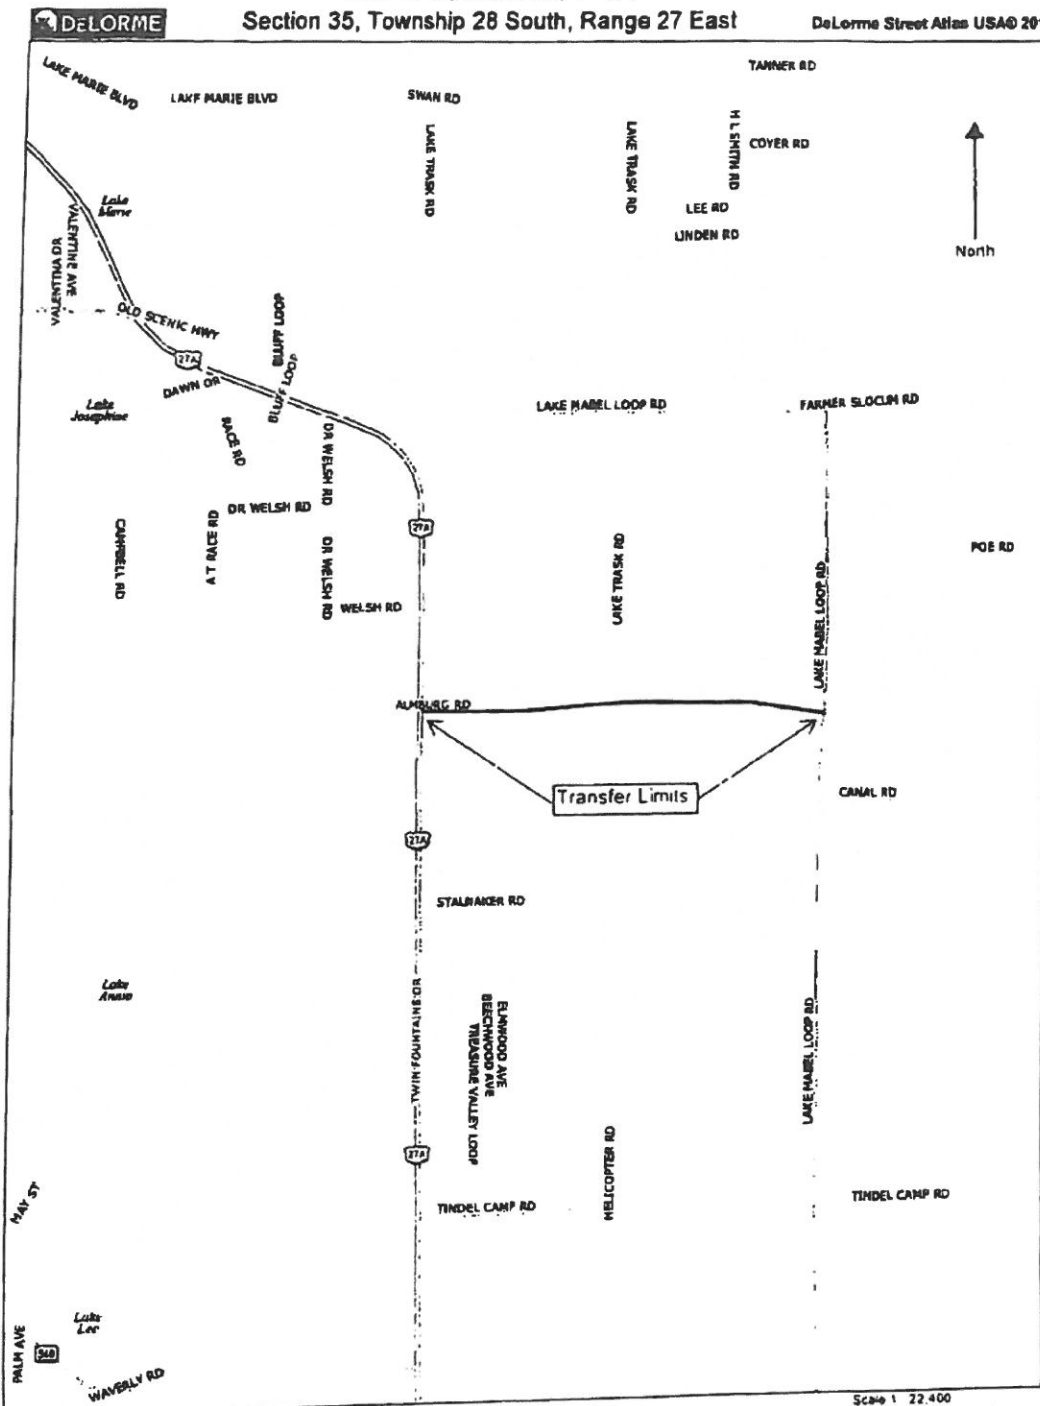 DELORME
Section 35, Township 28 South, Range 27 East
DeLorme Street Atlas USA® 20
LAKE MARIE BLVD
LAKE MARIE BLVD
SWAN RD
TANNER RD
LAKE TRASK RD
LAKE TRASK RD
H L SMITH RD
COYER RD
LEE RD
LINDEN RD
North
Lake
Marie
VALENTINA DR
VALENTINE AVE
OLD SCENIC HWY
BLUFF LOOP
BLUFF LOOP
27A
DAWN DR
Lake
Josephine
LAKE MABEL LOOP RD
FARMER SLOCUM RD
RACE RD
DR WELSH RD
DR WELSH RD
27A
CAMPBELL RD
A T RACE RD
DR WELSH RD
WELSH RD
LAKE TRASK RD
LAKE MABEL LOOP RD
POE RD
ALMBURG RD
Transfer Limits
CANAL RD
27A
STALNAKER RD
Lake
Annie
TWIN FOUNTAINS DR
ELMWOOD AVE
BEECHWOOD AVE
TREASURE VALLEY LOOP
LAKE MABEL LOOP RD
27A
HELICOPTER RD
TINDEL CAMP RD
TINDEL CAMP RD
MAY ST
Lake
Lee
PALM AVE
540
WAVERLY RD
Scale 1 22,400